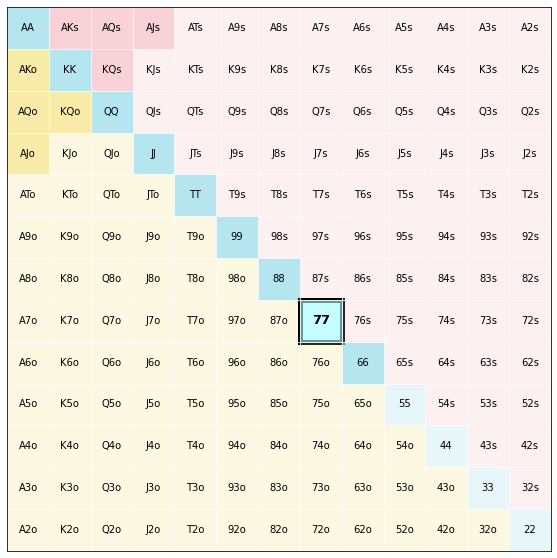 AA AKs AQs AJs ATs A9s A8s A7s A6s A5s A4s A3s A2s
AKo KK KQs KJs KTs K9s K8s K7s K6s K5s K4s K3s K2s
AQo KQo QQ QJs QTs Q9s Q8s Q7s Q6s Q5s Q4s Q3s Q2s
AJo KJo QJo JJ JTs J9s J8s J7s J6s J5s J4s J3s J2s
ATo KTo QTo JTo TT T9s T8s T7s T6s T5s T4s T3s T2s
A9o K9o Q9o J9o T9o 99 98s 97s 96s 95s 94s 93s 92s
A8o K8o Q8o J8o T8o 98o 88 87s 86s 85s 84s 83s 82s
A7o K7o Q7o J7o T7o 97o 87o 77 76s 75s 74s 73s 72s
A6o K6o Q6o J6o T6o 96o 86o 76o 66 65s 64s 63s 62s
A5o K5o Q5o J5o T5o 95o 85o 75o 65o 55 54s 53s 52s
A4o K4o Q4o J4o T4o 94o 84o 74o 64o 54o 44 43s 42s
A3o K3o Q3o J3o T3o 93o 83o 73o 63o 53o 43o 33 32s
A2o K2o Q2o J2o T2o 92o 82o 72o 62o 52o 42o 32o 22